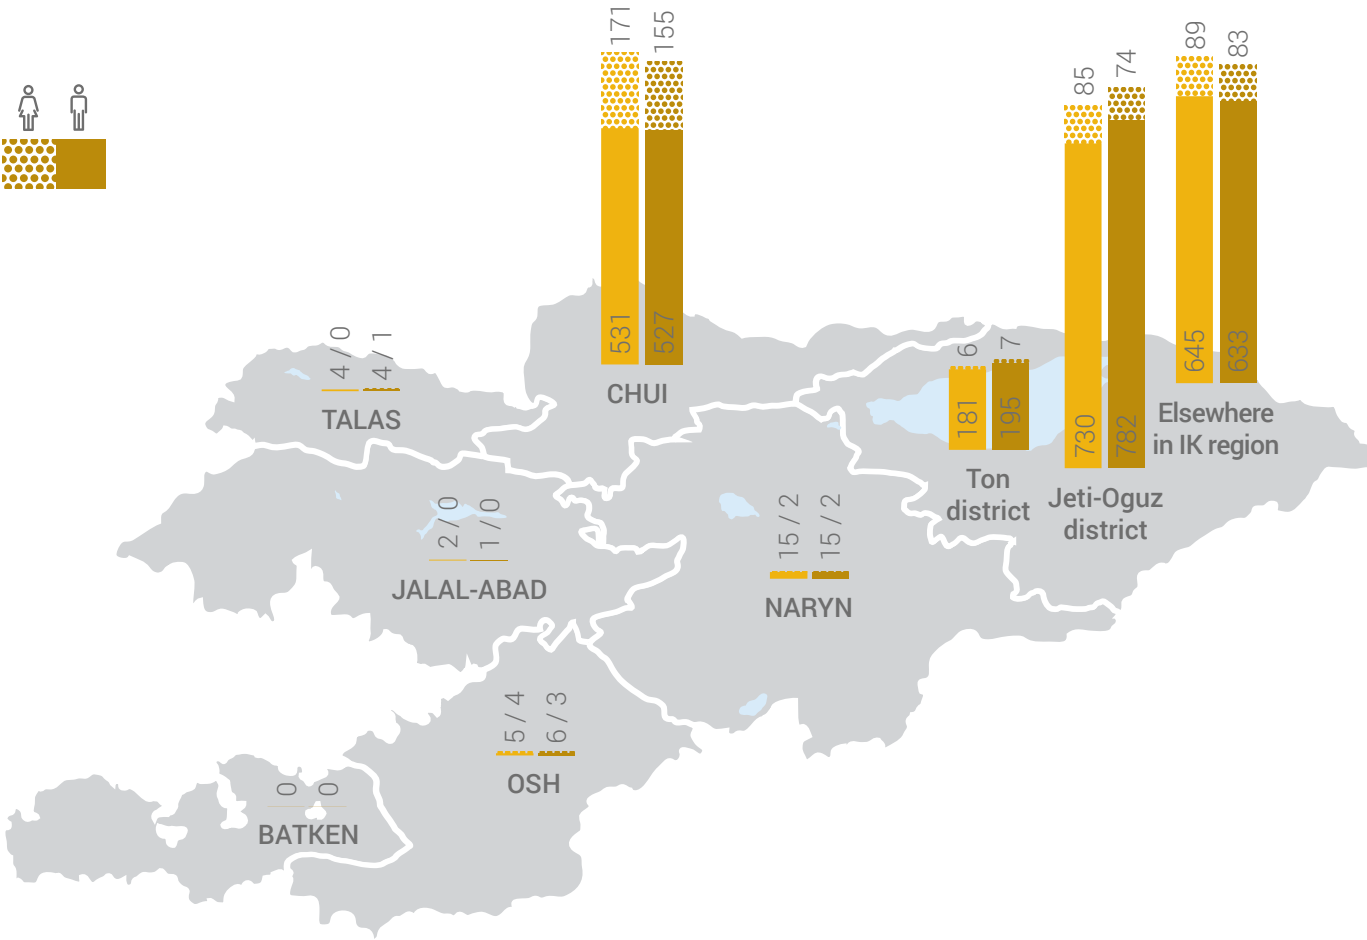 171
155
531
527
CHUI
4 / 0
4 / 1
TALAS
2 / 0
1 / 0
JALAL-ABAD
15 / 2
15 / 2
NARYN
5 / 4
6 / 3
OSH
0
0
BATKEN
6
7
181
195
Ton
district
85
74
730
782
Jeti-Oguz
district
89
83
645
633
Elsewhere
in IK region